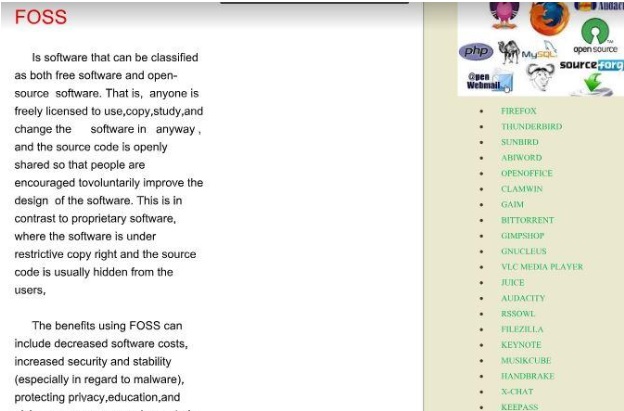 FOSS
Is software that can be classified
as both free software and open-
source software. That is, anyone is
freely licensed to use,copy,study,and
change the software in anyway ,
and the source code is openly
shared so that people are
encouraged tovoluntarily improve the
design of the software. This is in
contrast to proprietary software,
where the software is under
restrictive copy right and the source
code is usually hidden from the
users,
The benefits using FOSS can
include decreased software costs,
increased security and stability
(especially in regard to malware),
protecting privacy,education,and
php
MySQL
open source
sourceforg
Open
Webmail
FIREFOX
THUNDERBIRD
SUNBIRD
ABIWORD
OPENOFFICE
CLAMWIN
GAIM
BITTORRENT
GIMPSHOP
GNUCLEUS
VLC MEDIA PLAYER
JUICE
AUDACITY
RSSOWL
FILEZILLA
KEYNOTE
MUSIKCUBE
HANDBRAKE
X-CHAT
KEEPASS